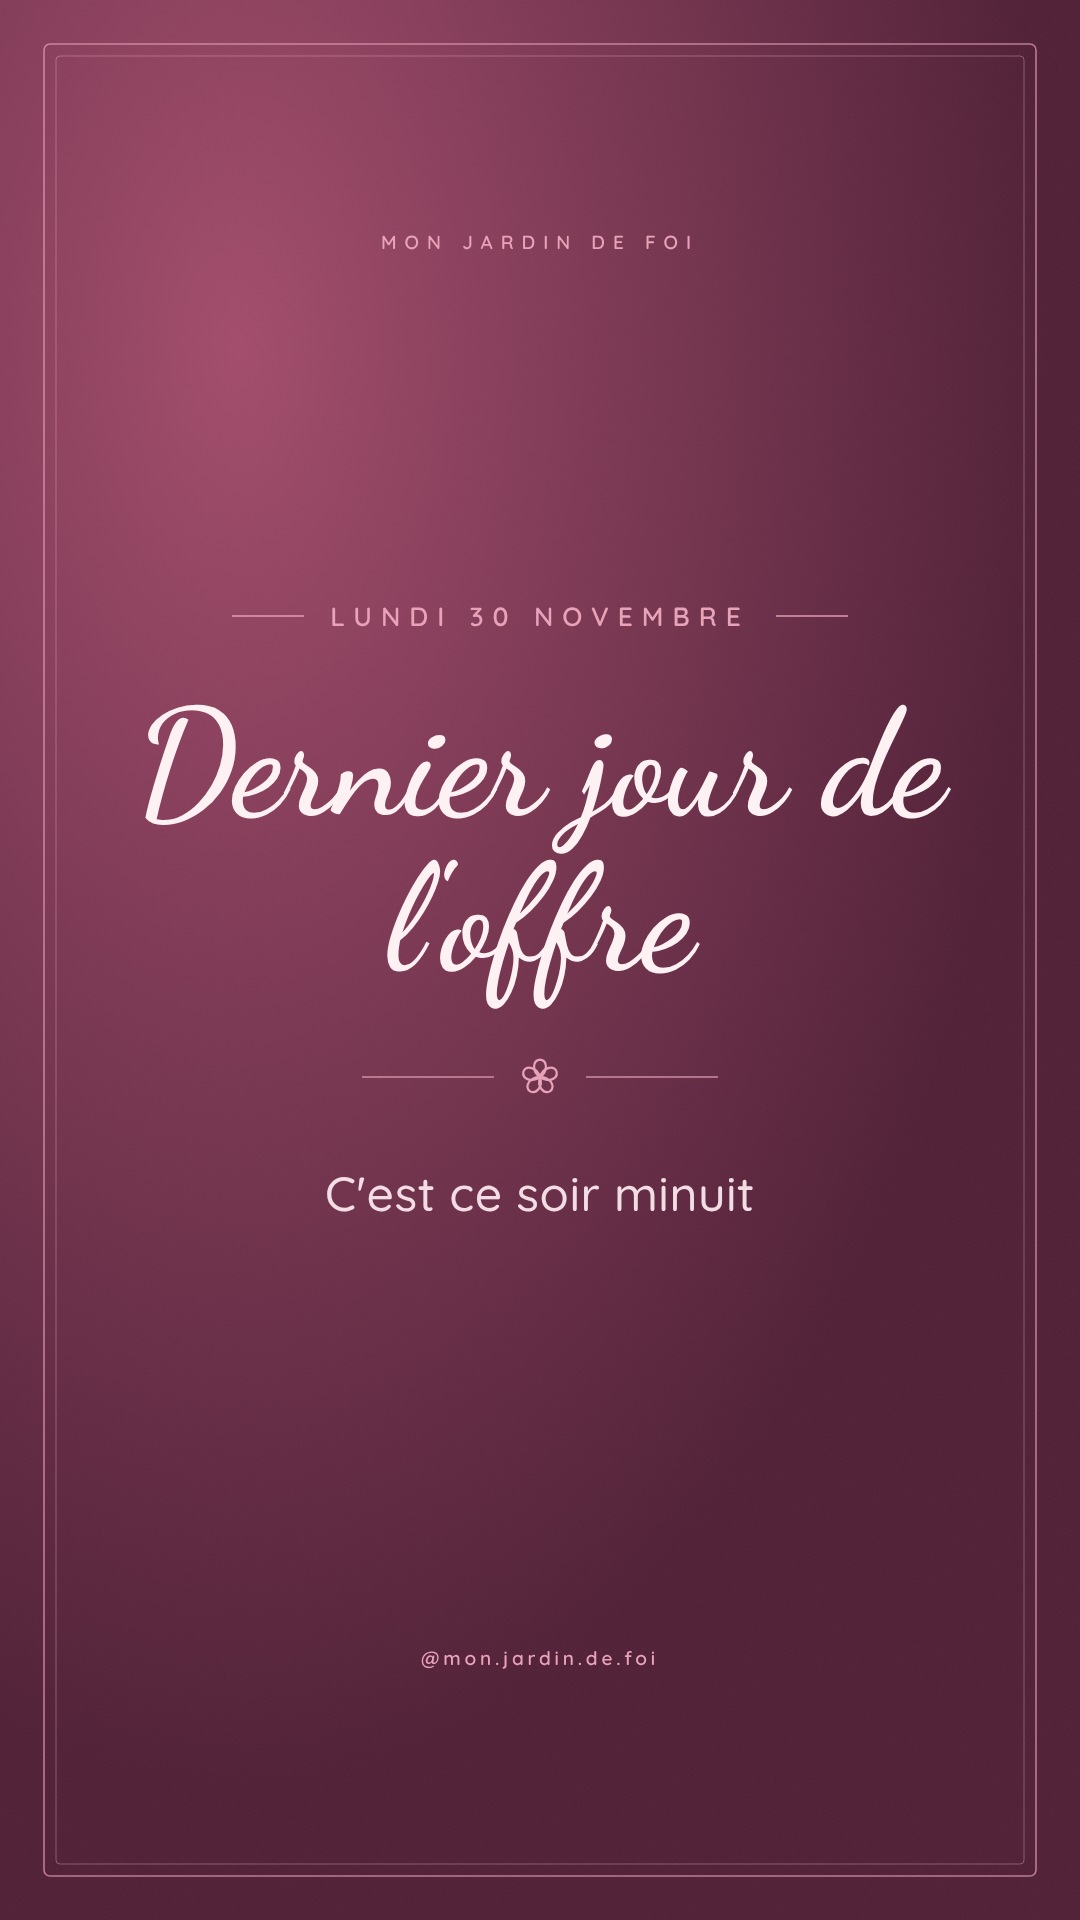 MON JARDIN DE FOI
LUNDI 30 NOVEMBRE
Dernier jour de
l'offre
C'est ce soir minuit
@mon.jardin.de.foi